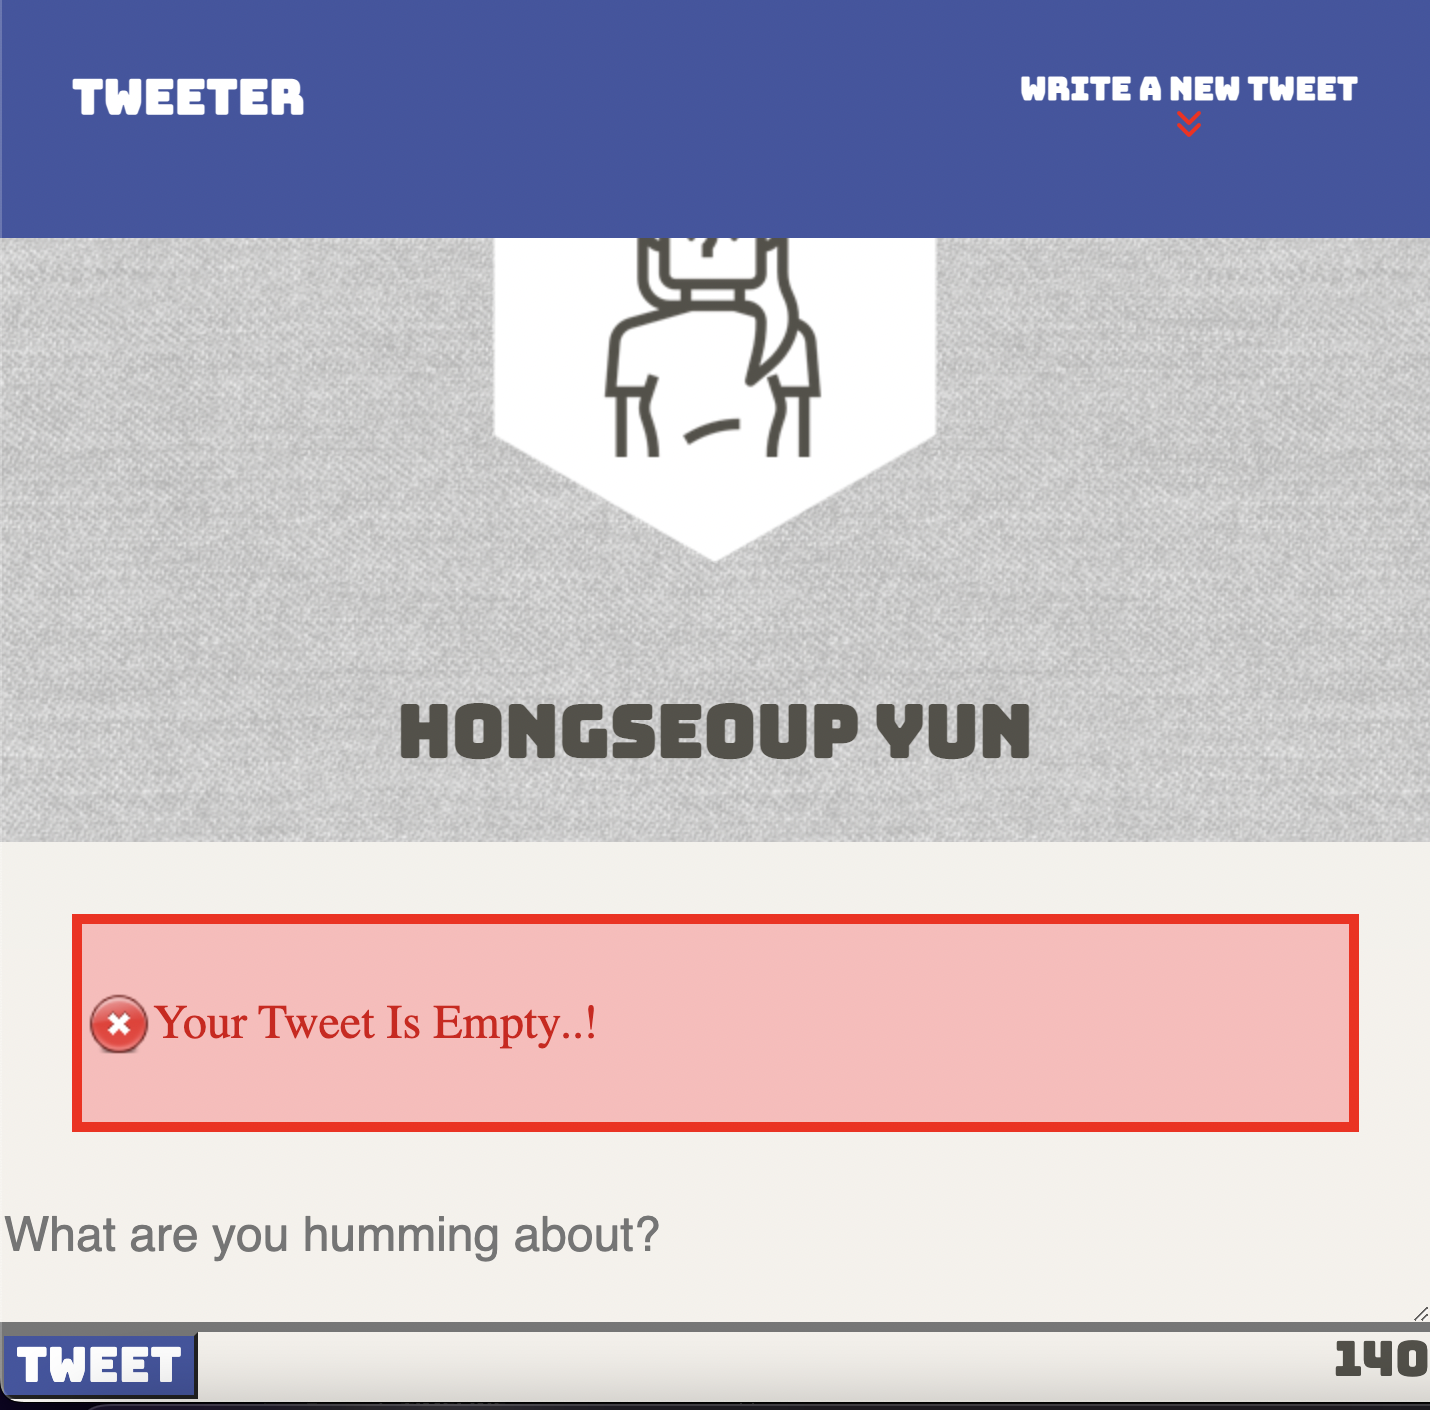 TWEETER
WRITE A NEW TWEET
HONGSEOUP YUN
Your Tweet Is Empty..!
What are you humming about?
TWEET
140